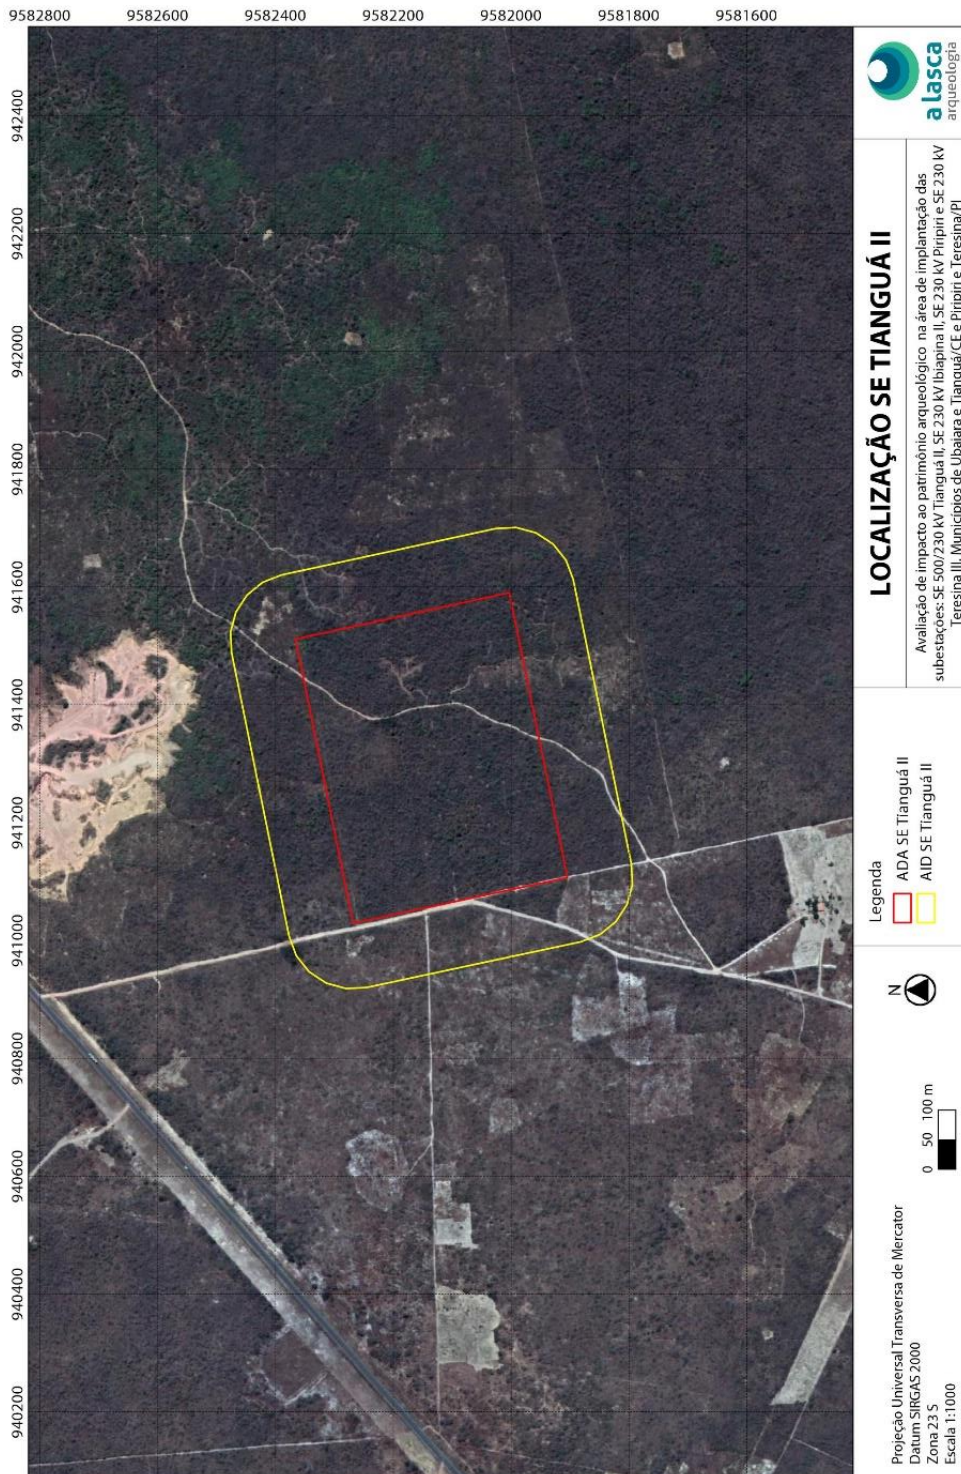 9582800 9582600 9582400 9582200 9582000 9581800 9581600
942400
942200
942000
941800
941600
941400
941200
941000
940800
940600
940400
940200
a lasca
arqueologia
LOCALIZAÇÃO SE TIANGUÁ II
Avaliação de impacto ao patrimônio arqueológico na área de implantação das
subestações: SE 500/230 kV Tianguá II, SE 230 kV Ibiapina II, SE 230 kV Piripiri e SE 230 kV
Teresina III. Municípios de Ubajara e Tianguá/CE e Piripiri e Teresina/PI
Legenda
ADA SE Tianguá II
AID SE Tianguá II
N
0 50 100 m
Projeção Universal Transversa de Mercator
Datum SIRGAS 2000
Zona 23 S
Escala 1:1000